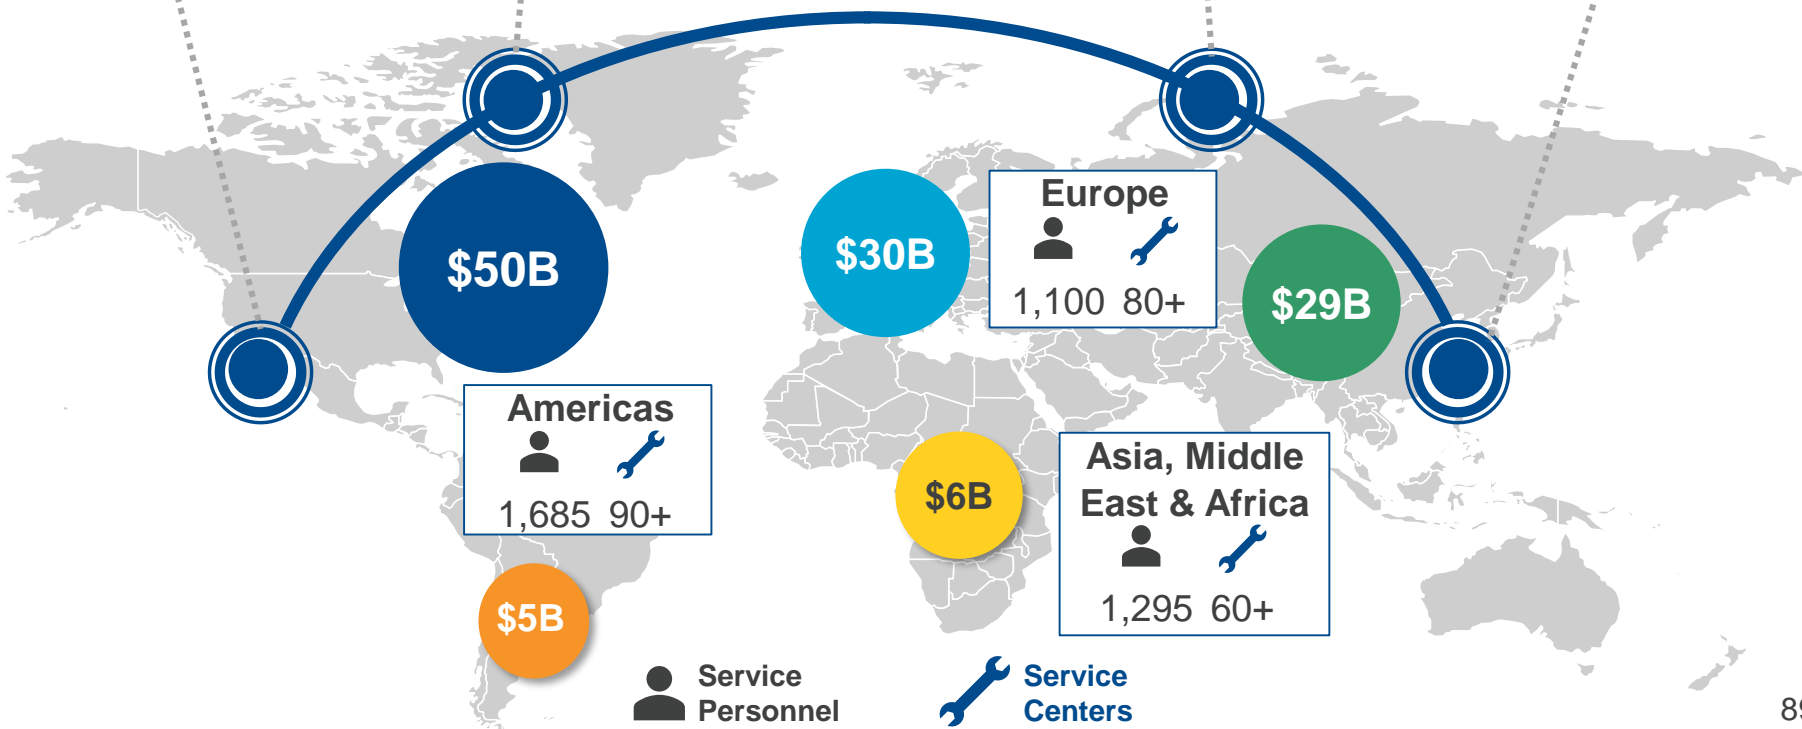 $50B
$30B
Europe
1,100 80+
$29B
Americas
1,685 90+
$6B
Asia, Middle
East & Africa
1,295 60+
$5B
Service
Personnel
Service
Centers